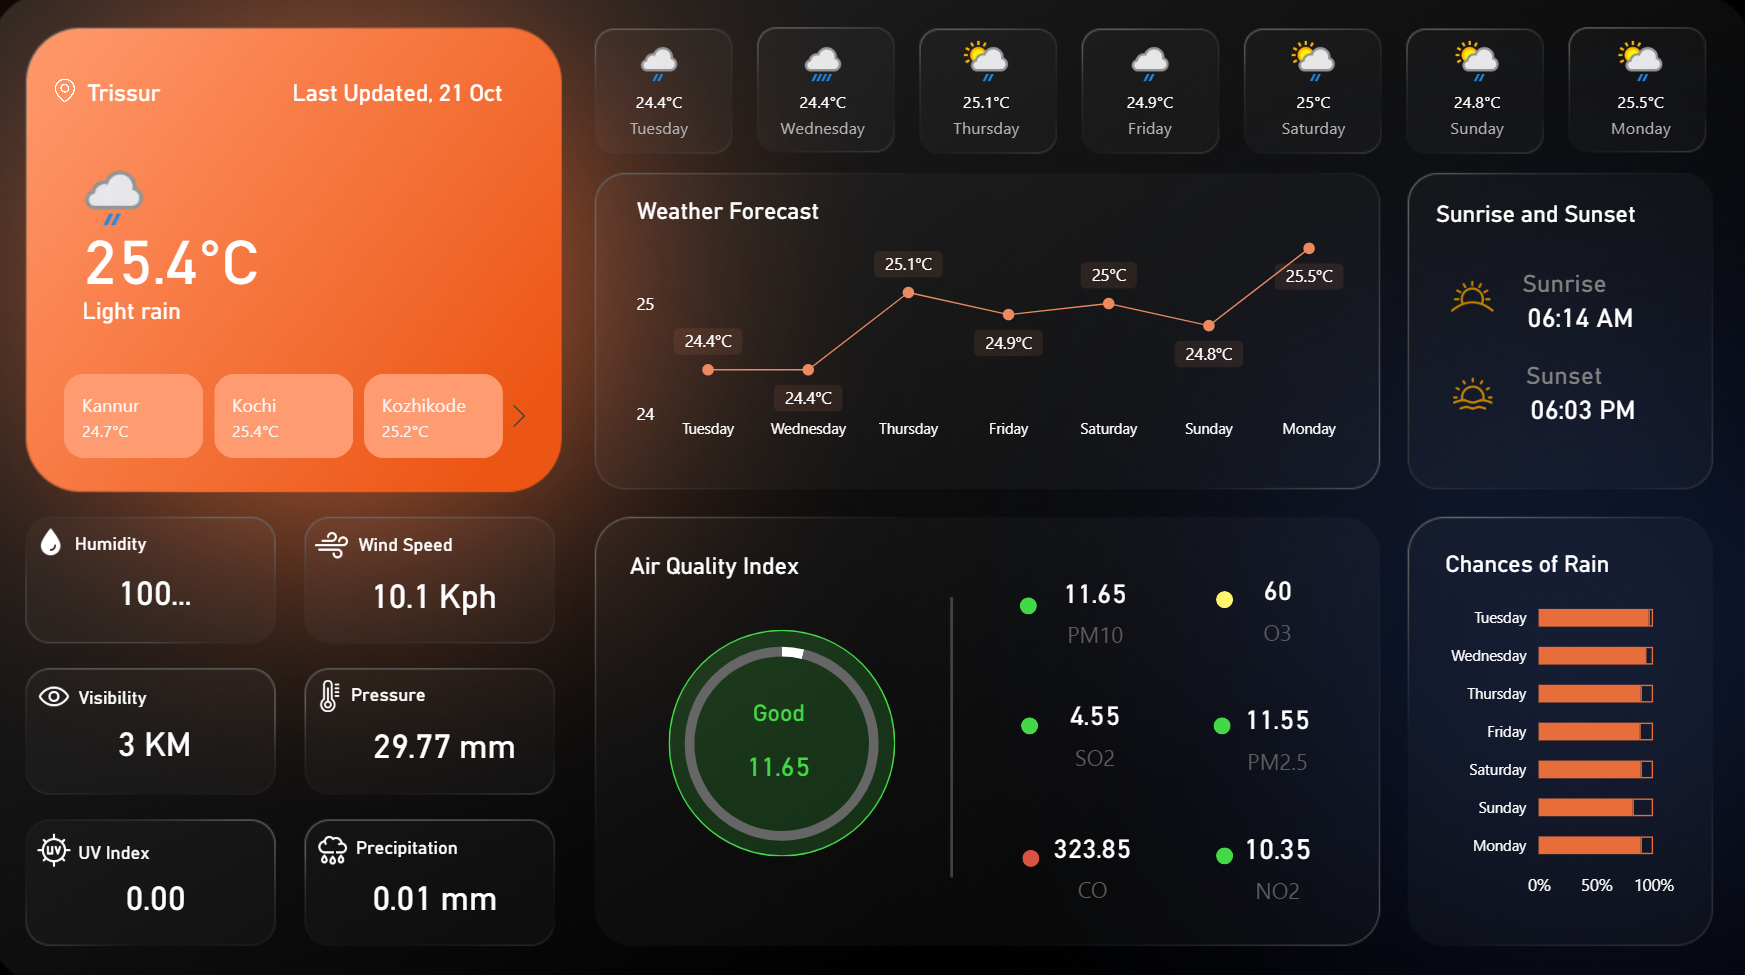 Trissur
Last Updated, 21 Oct
25.4°C
Light rain
Kannur
24.7°C
Kochi
25.4°C
Kozhikode
25.2°C
24.4°C
Tuesday
24.4°C
Wednesday
25.1°C
Thursday
24.9°C
Friday
25°C
Saturday
24.8°C
Sunday
25.5°C
Monday
Weather Forecast
25
24
24.4°C
24.4°C
25.1°C
24.9°C
25°C
24.8°C
25.5°C
Tuesday Wednesday Thursday Friday Saturday Sunday Monday
Sunrise and Sunset
Sunrise
06:14 AM
Sunset
06:03 PM
Humidity
100...
Wind Speed
10.1 Kph
Visibility
3 KM
Pressure
29.77 mm
UV
UV Index
0.00
Precipitation
0.01 mm
Air Quality Index
Good
11.65
11.65
PM10
60
O3
4.55
SO2
11.55
PM2.5
323.85
CO
10.35
NO2
Chances of Rain
Tuesday
Wednesday
Thursday
Friday
Saturday
Sunday
Monday
0% 50% 100%